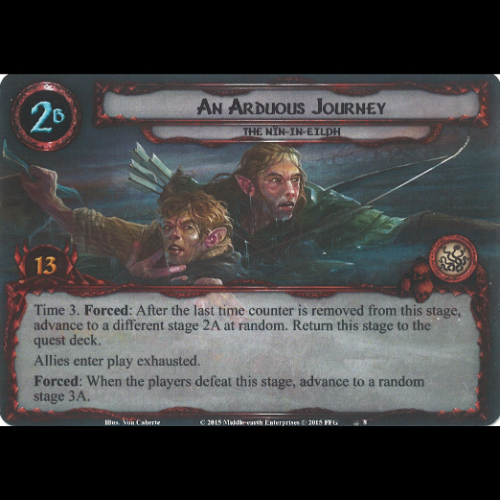 2B
An Arduous Journey
The Nîn-in-Eilph
13
Time 3. Forced: After the last time counter is removed from this stage,
advance to a different stage 2A at random. Return this stage to the
quest deck.
Allies enter play exhausted.
Forced: When the players defeat this stage, advance to a random
stage 3A.
Illus. Von Caberte
© 2015 Middle-earth Enterprises © 2015 FFG
8